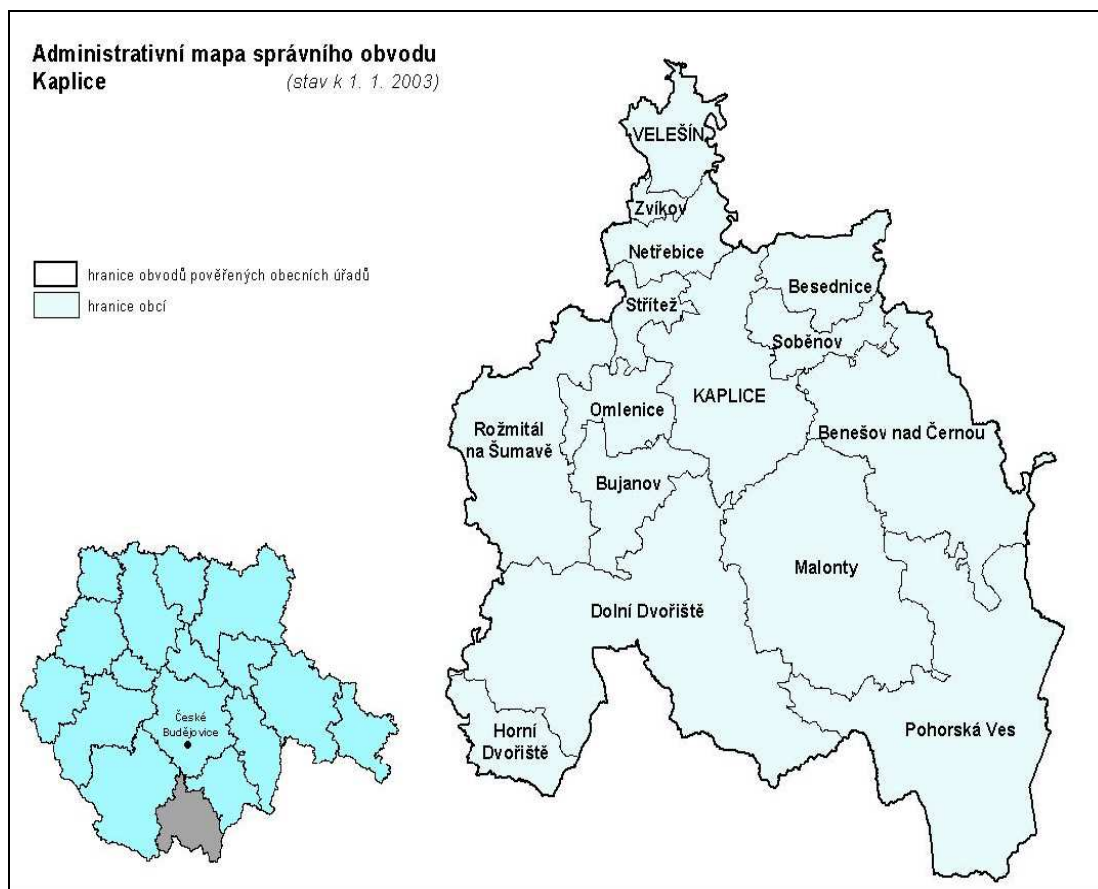 Administrativní mapa správního obvodu
Kaplice (stav k 1. 1. 2003)
hranice obvodů pověřených obecních úřadů
hranice obcí
VELEŠÍN
Zvíkov
Netřebice
Besednice
Střítež
Soběnov
KAPLICE
Omlenice
Rožmitál
na Šumavě
Benešov nad Černou
Bujanov
Malonty
Dolní Dvořiště
Pohorská Ves
Horní
Dvořiště
České
Budějovice